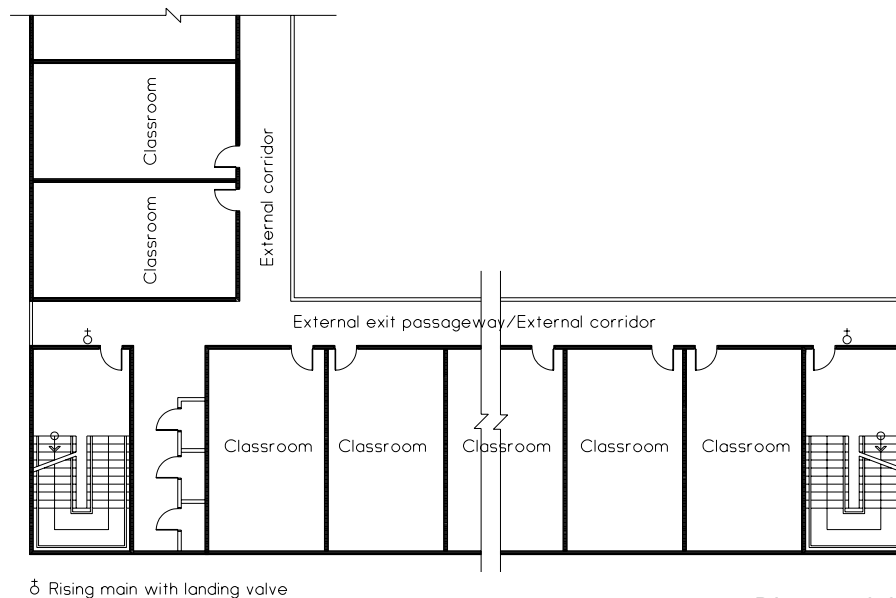 Classroom
External corridor
Classroom
External exit passageway/External corridor
Classroom
Classroom
Classroom
Classroom
Classroom
Rising main with landing valve